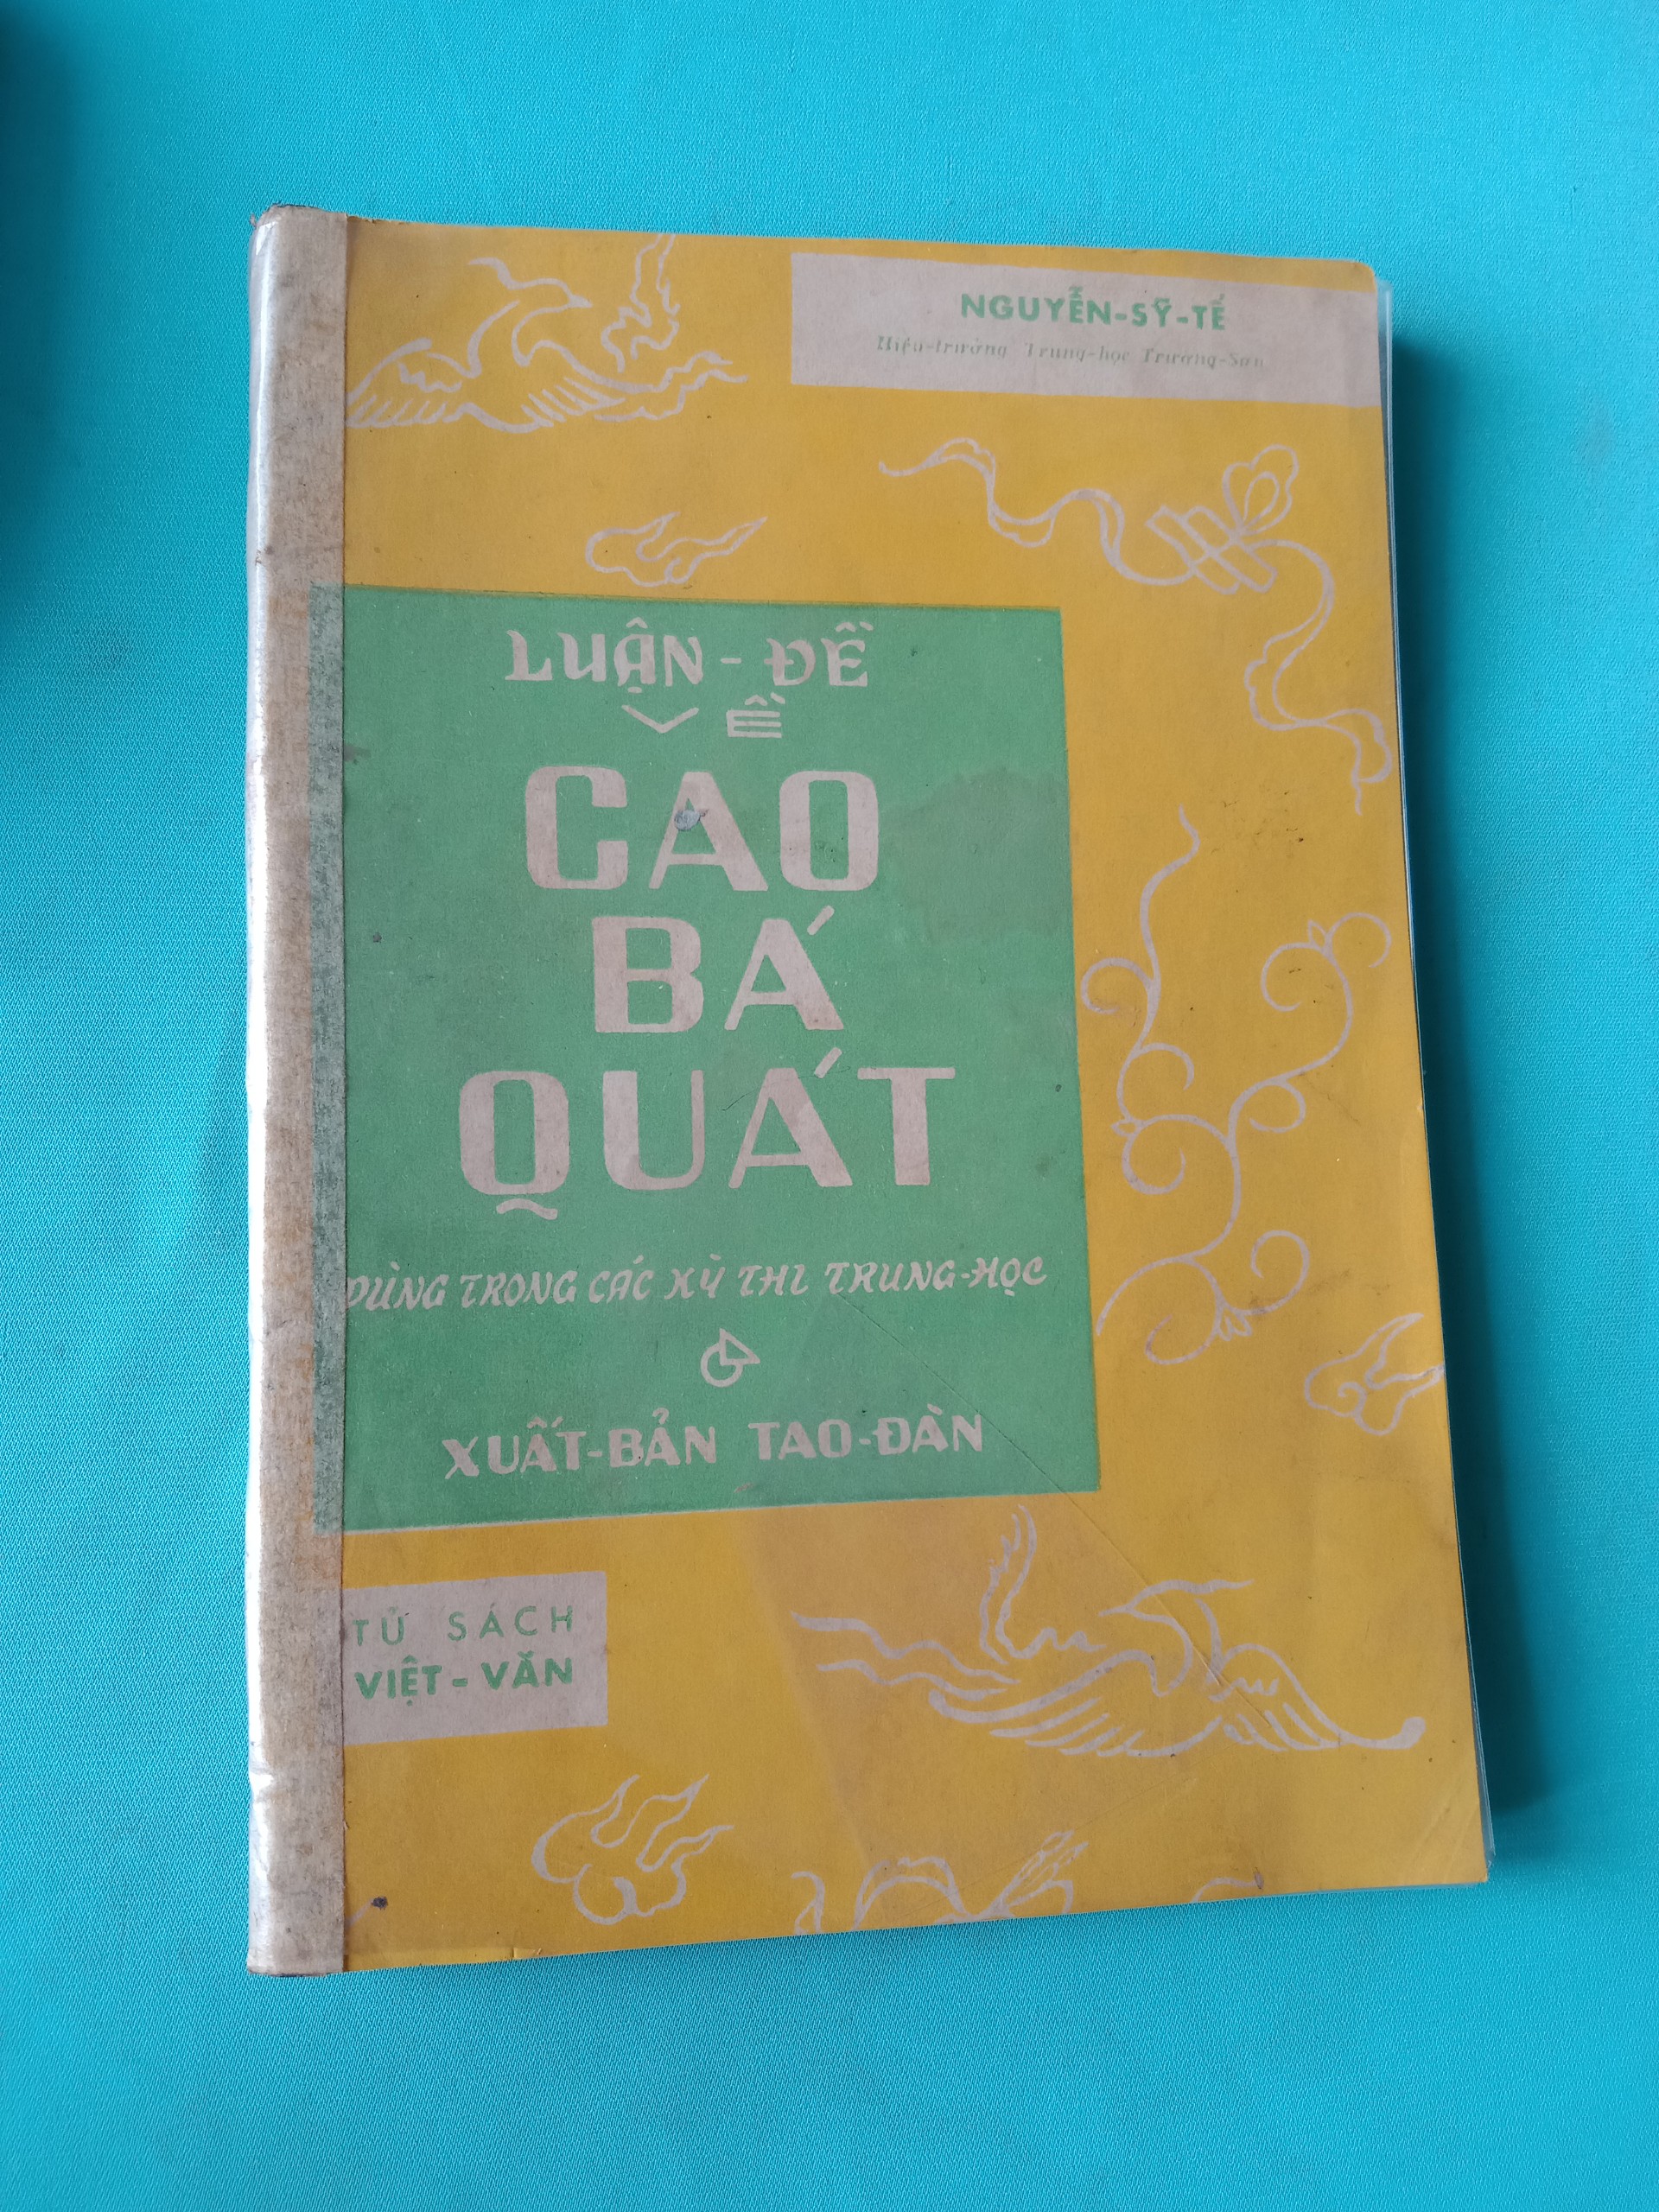 NGUYỄN-SỸ-TẾ
Hiệu-trưởng Trung-học Trường-Sơn
LUẬN-ĐỀ
VỀ
CAO
BÁ
QUÁT
DÙNG TRONG CÁC KỲ THI TRUNG-HỌC
XUẤT-BẢN TAO-ĐÀN
TỦ SÁCH
VIỆT-VĂN